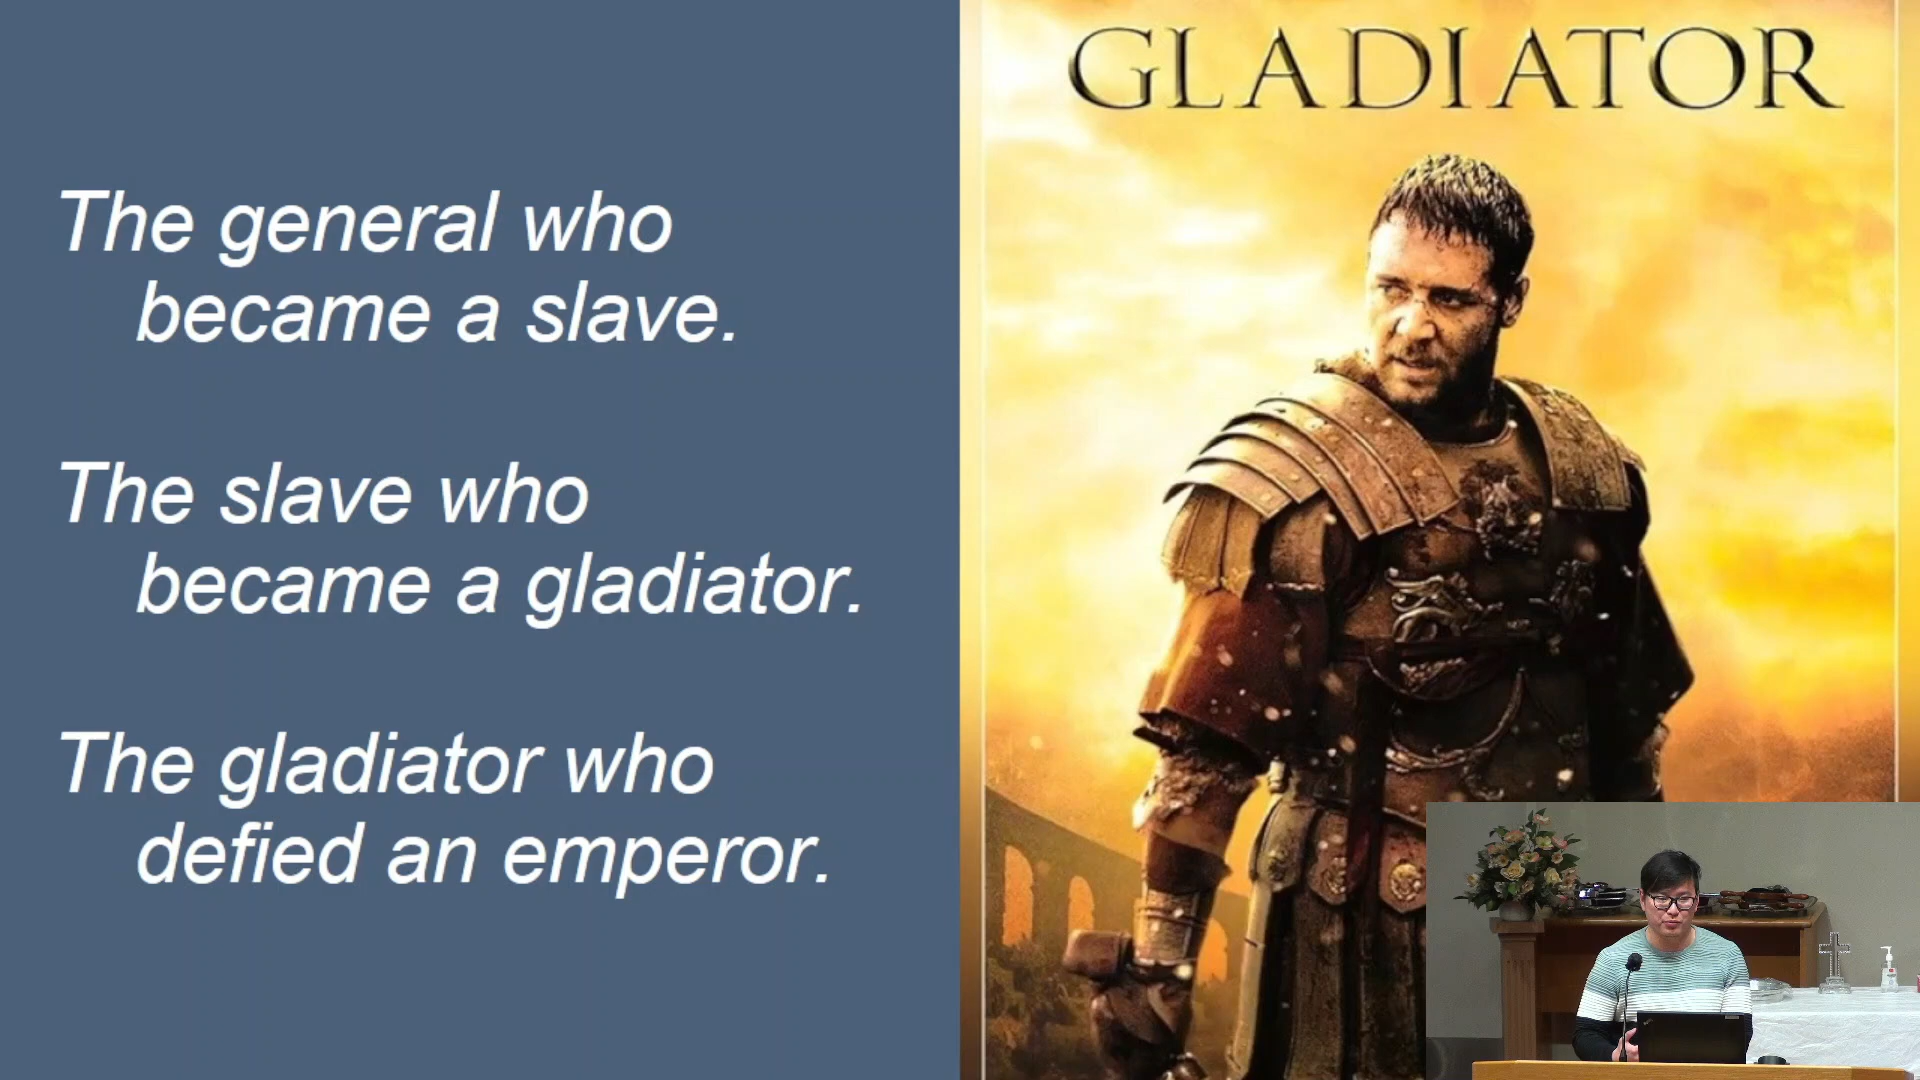 The general who
became a slave.
The slave who
became a gladiator.
The gladiator who
defied an emperor.
GLADIATOR